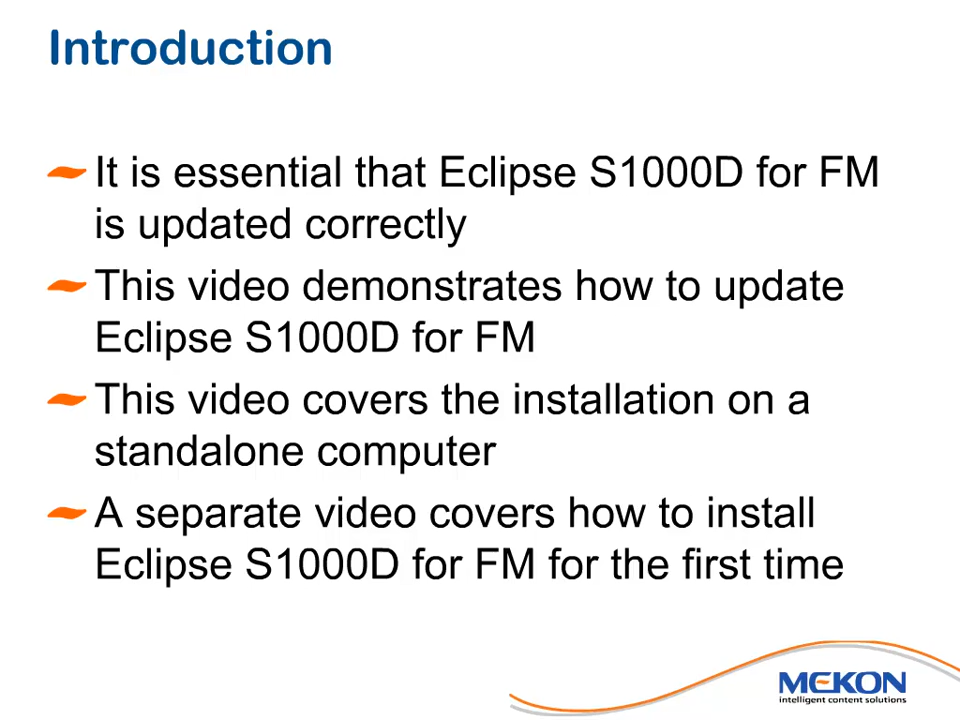 Introduction
It is essential that Eclipse S1000D for FM
is updated correctly
This video demonstrates how to update
Eclipse S1000D for FM
This video covers the installation on a
standalone computer
A separate video covers how to install
Eclipse S1000D for FM for the first time
MEKON
intelligent content solutions